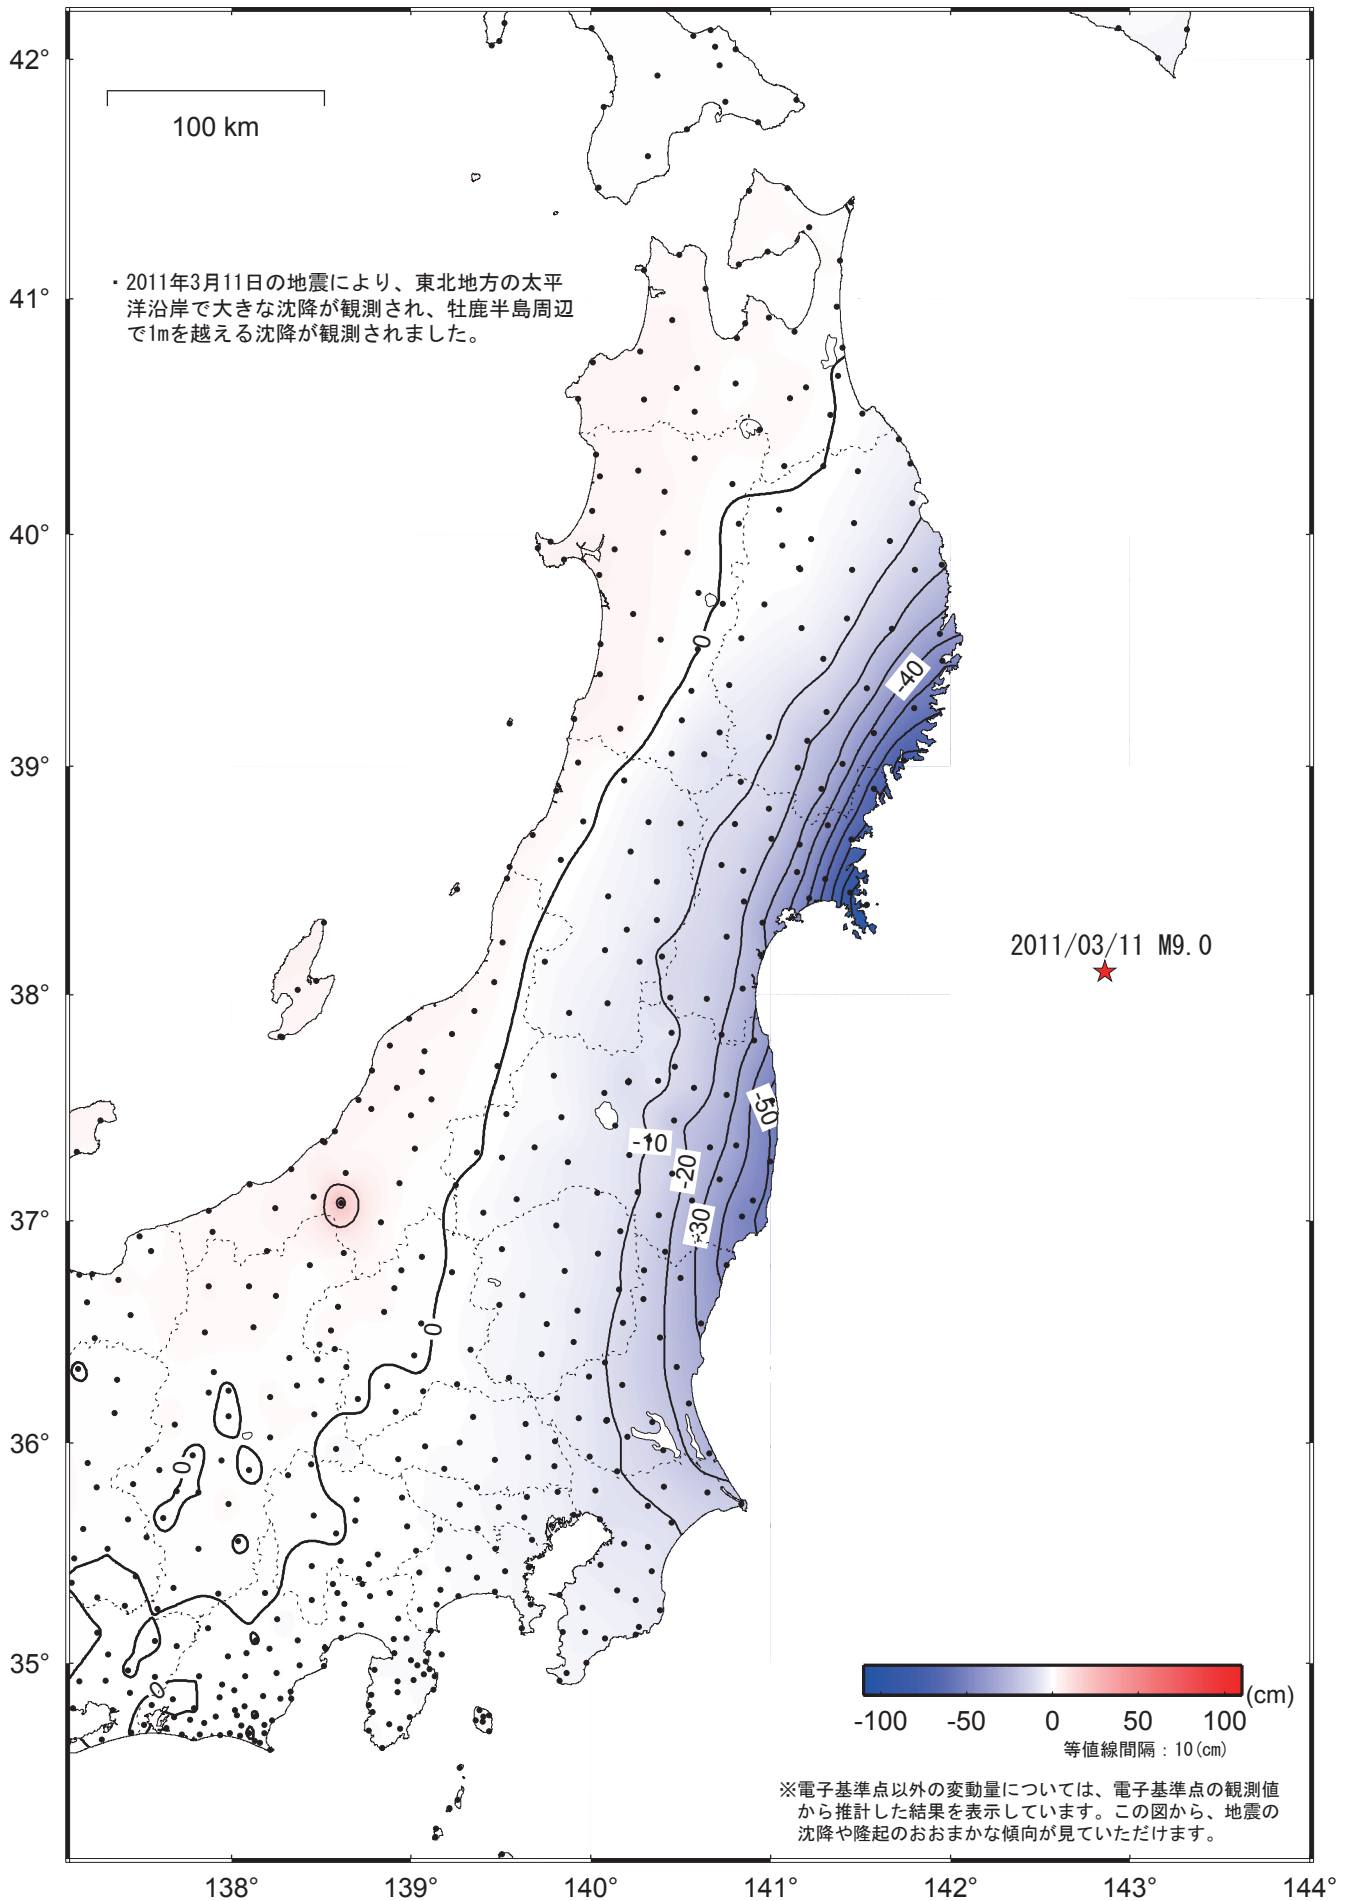 42°
100 km
・2011年3月11日の地震により、東北地方の太平
洋沿岸で大きな沈降が観測され、牡鹿半島周辺
で1mを越える沈降が観測されました。
41°
40°
0
-40
39°
2011/03/11 M9.0
38°
-50
-10
-20
37°
-30
0
36°
0
35°
0
(cm)
-100 -50 0 50 100
等値線間隔：10(cm)
※電子基準点以外の変動量については、電子基準点の観測値
から推計した結果を表示しています。この図から、地震の
沈降や隆起のおおまかな傾向が見ていただけます。
138° 139° 140° 141° 142° 143° 144°